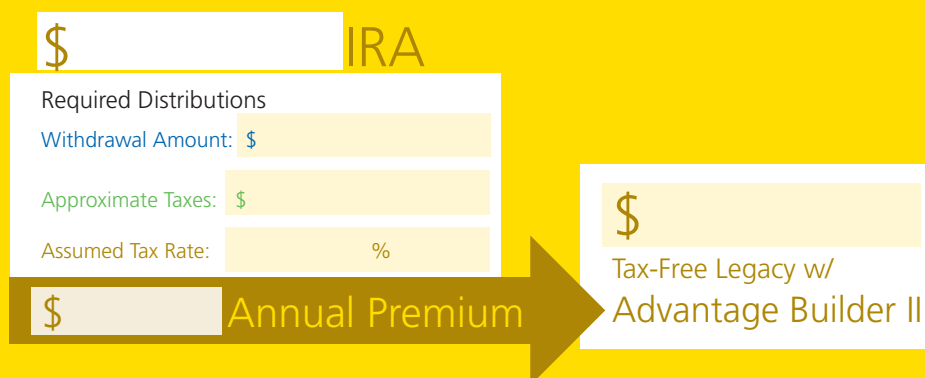 $ IRA
Required Distributions
Withdrawal Amount: $
Approximate Taxes: $
Assumed Tax Rate: %
$ Annual Premium
$
Tax-Free Legacy w/
Advantage Builder II